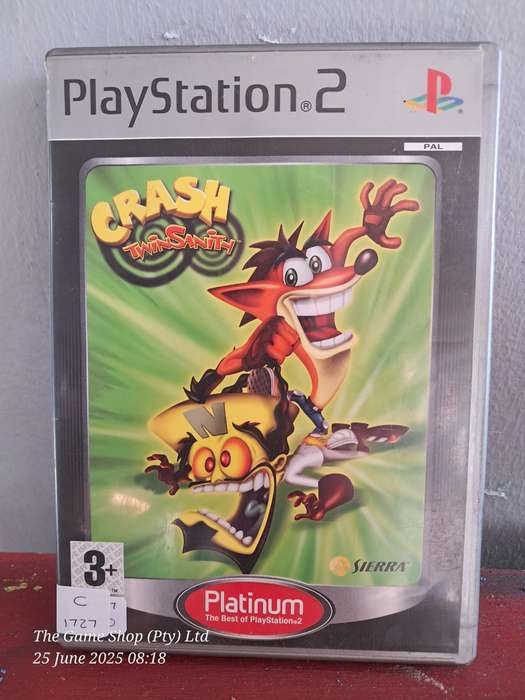 PlayStation®2
PAL
CRASH
TWINSANITY
N
SIERRA
3+
C
Platinum
The Best of PlayStation®2
The Game Shop (Pty) Ltd
25 June 2025 08:18